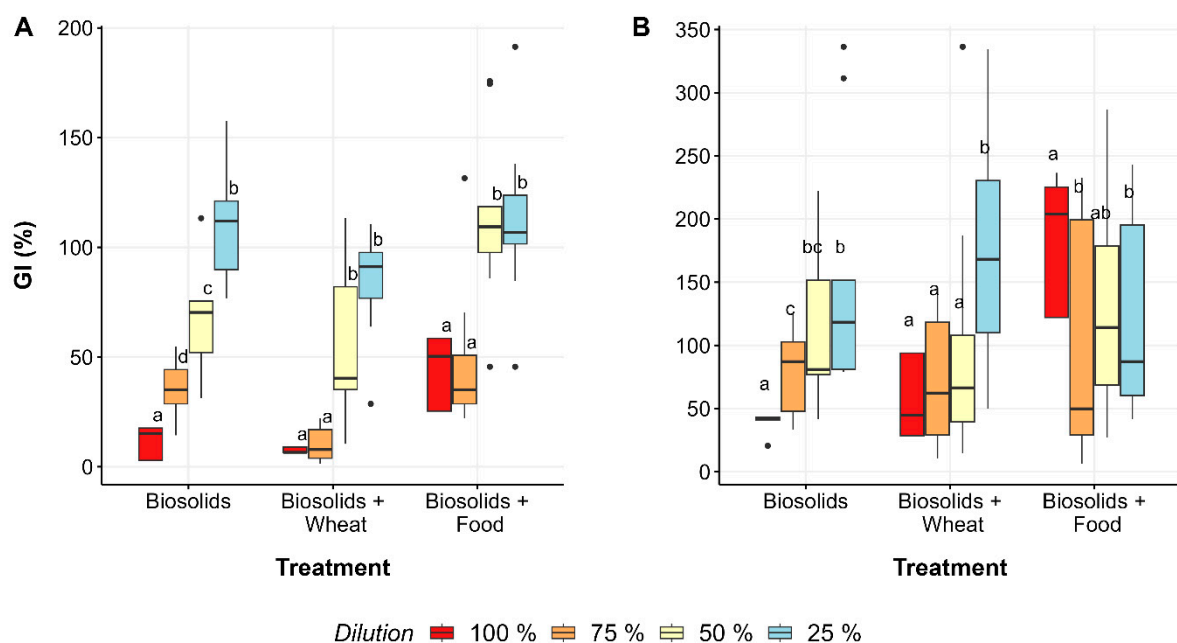 A
B
GI (%)
200
150
100
50
0
a
d
c
b
a
a
b
b
a
a
b
b
Biosolids
Biosolids +
Wheat
Biosolids +
Food
Treatment
350
300
250
200
150
100
50
0
a
c
bc
b
a
a
a
b
a
b
ab
b
Biosolids
Biosolids +
Wheat
Biosolids +
Food
Treatment
Dilution 100 % 75 % 50 % 25 %